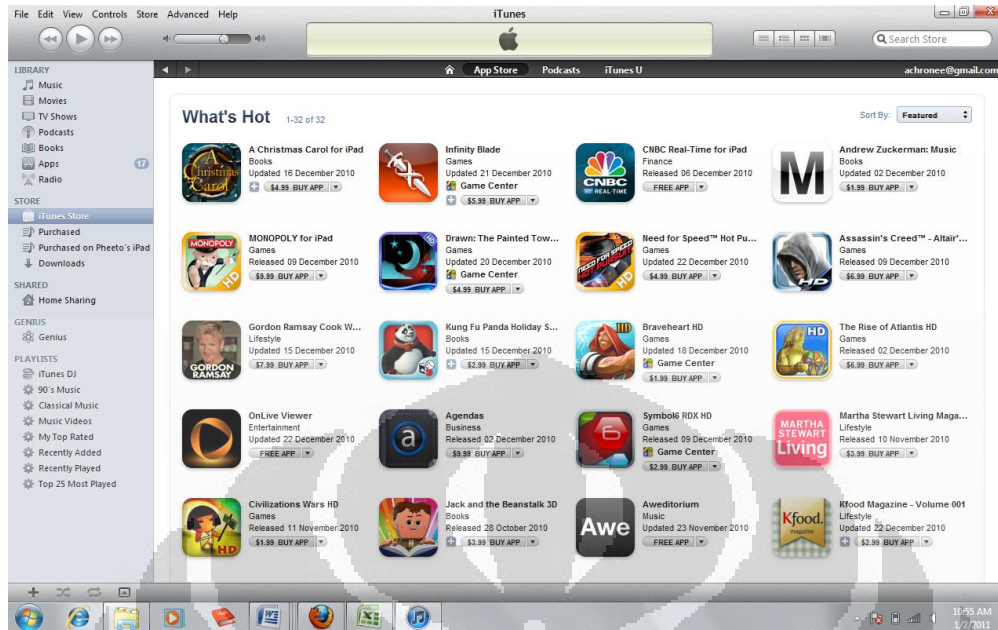 File Edit View Controls Store Advanced Help
iTunes
Search Store
LIBRARY
Music
Movies
TV Shows
Podcasts
Books
Apps 17
Radio
STORE
iTunes Store
Purchased
Purchased on Pheeto's iPad
Downloads
SHARED
Home Sharing
GENIUS
Genius
PLAYLISTS
iTunes DJ
90's Music
Classical Music
Music Videos
My Top Rated
Recently Added
Recently Played
Top 25 Most Played
App Store Podcasts iTunes U achronee@gmail.com
What's Hot 1-32 of 32 Sort By: Featured
A Christmas Carol
A Christmas Carol for iPad
Books
Updated 16 December 2010
$4.99 BUY APP
Infinity Blade
Games
Updated 21 December 2010
Game Center
$5.99 BUY APP
CNBC
REAL-TIME
CNBC Real-Time for iPad
Finance
Released 06 December 2010
FREE APP
M
Andrew Zuckerman: Music
Books
Updated 02 December 2010
$1.99 BUY APP
MONOPOLY
HD
MONOPOLY for iPad
Games
Released 09 December 2010
$9.99 BUY APP
HD
Drawn: The Painted Tow...
Games
Updated 20 December 2010
Game Center
$4.99 BUY APP
NEED FOR SPEED
HOT PURSUIT
HD
Need for Speed™ Hot Pu...
Games
Updated 22 December 2010
$4.99 BUY APP
HD
Assassin's Creed™ - Altaïr'...
Games
Released 09 December 2010
$6.99 BUY APP
GORDON
RAMSAY
Gordon Ramsay Cook W...
Lifestyle
Updated 15 December 2010
$7.99 BUY APP
Kung Fu Panda Holiday S...
Books
Updated 15 December 2010
$2.99 BUY APP
HD
Braveheart HD
Games
Updated 18 December 2010
Game Center
$1.99 BUY APP
HD
The Rise of Atlantis HD
Games
Released 02 December 2010
$6.99 BUY APP
OnLive Viewer
Entertainment
Updated 22 December 2010
FREE APP
a
Agendas
Business
Released 02 December 2010
$9.99 BUY APP
6
Symbol6 RDX HD
Games
Released 09 December 2010
Game Center
$2.99 BUY APP
MARTHA
STEWART
Living
Martha Stewart Living Maga...
Lifestyle
Released 10 November 2010
$3.99 BUY APP
HD
Civilizations Wars HD
Games
Released 11 November 2010
$1.99 BUY APP
Jack and the Beanstalk 3D
Books
Released 28 October 2010
$3.99 BUY APP
Awe
Aweditorium
Music
Updated 23 November 2010
FREE APP
Kfood.
magazine
Kfood Magazine - Volume 001
Lifestyle
Updated 22 December 2010
$2.99 BUY APP
10:55 AM
1/2/2011